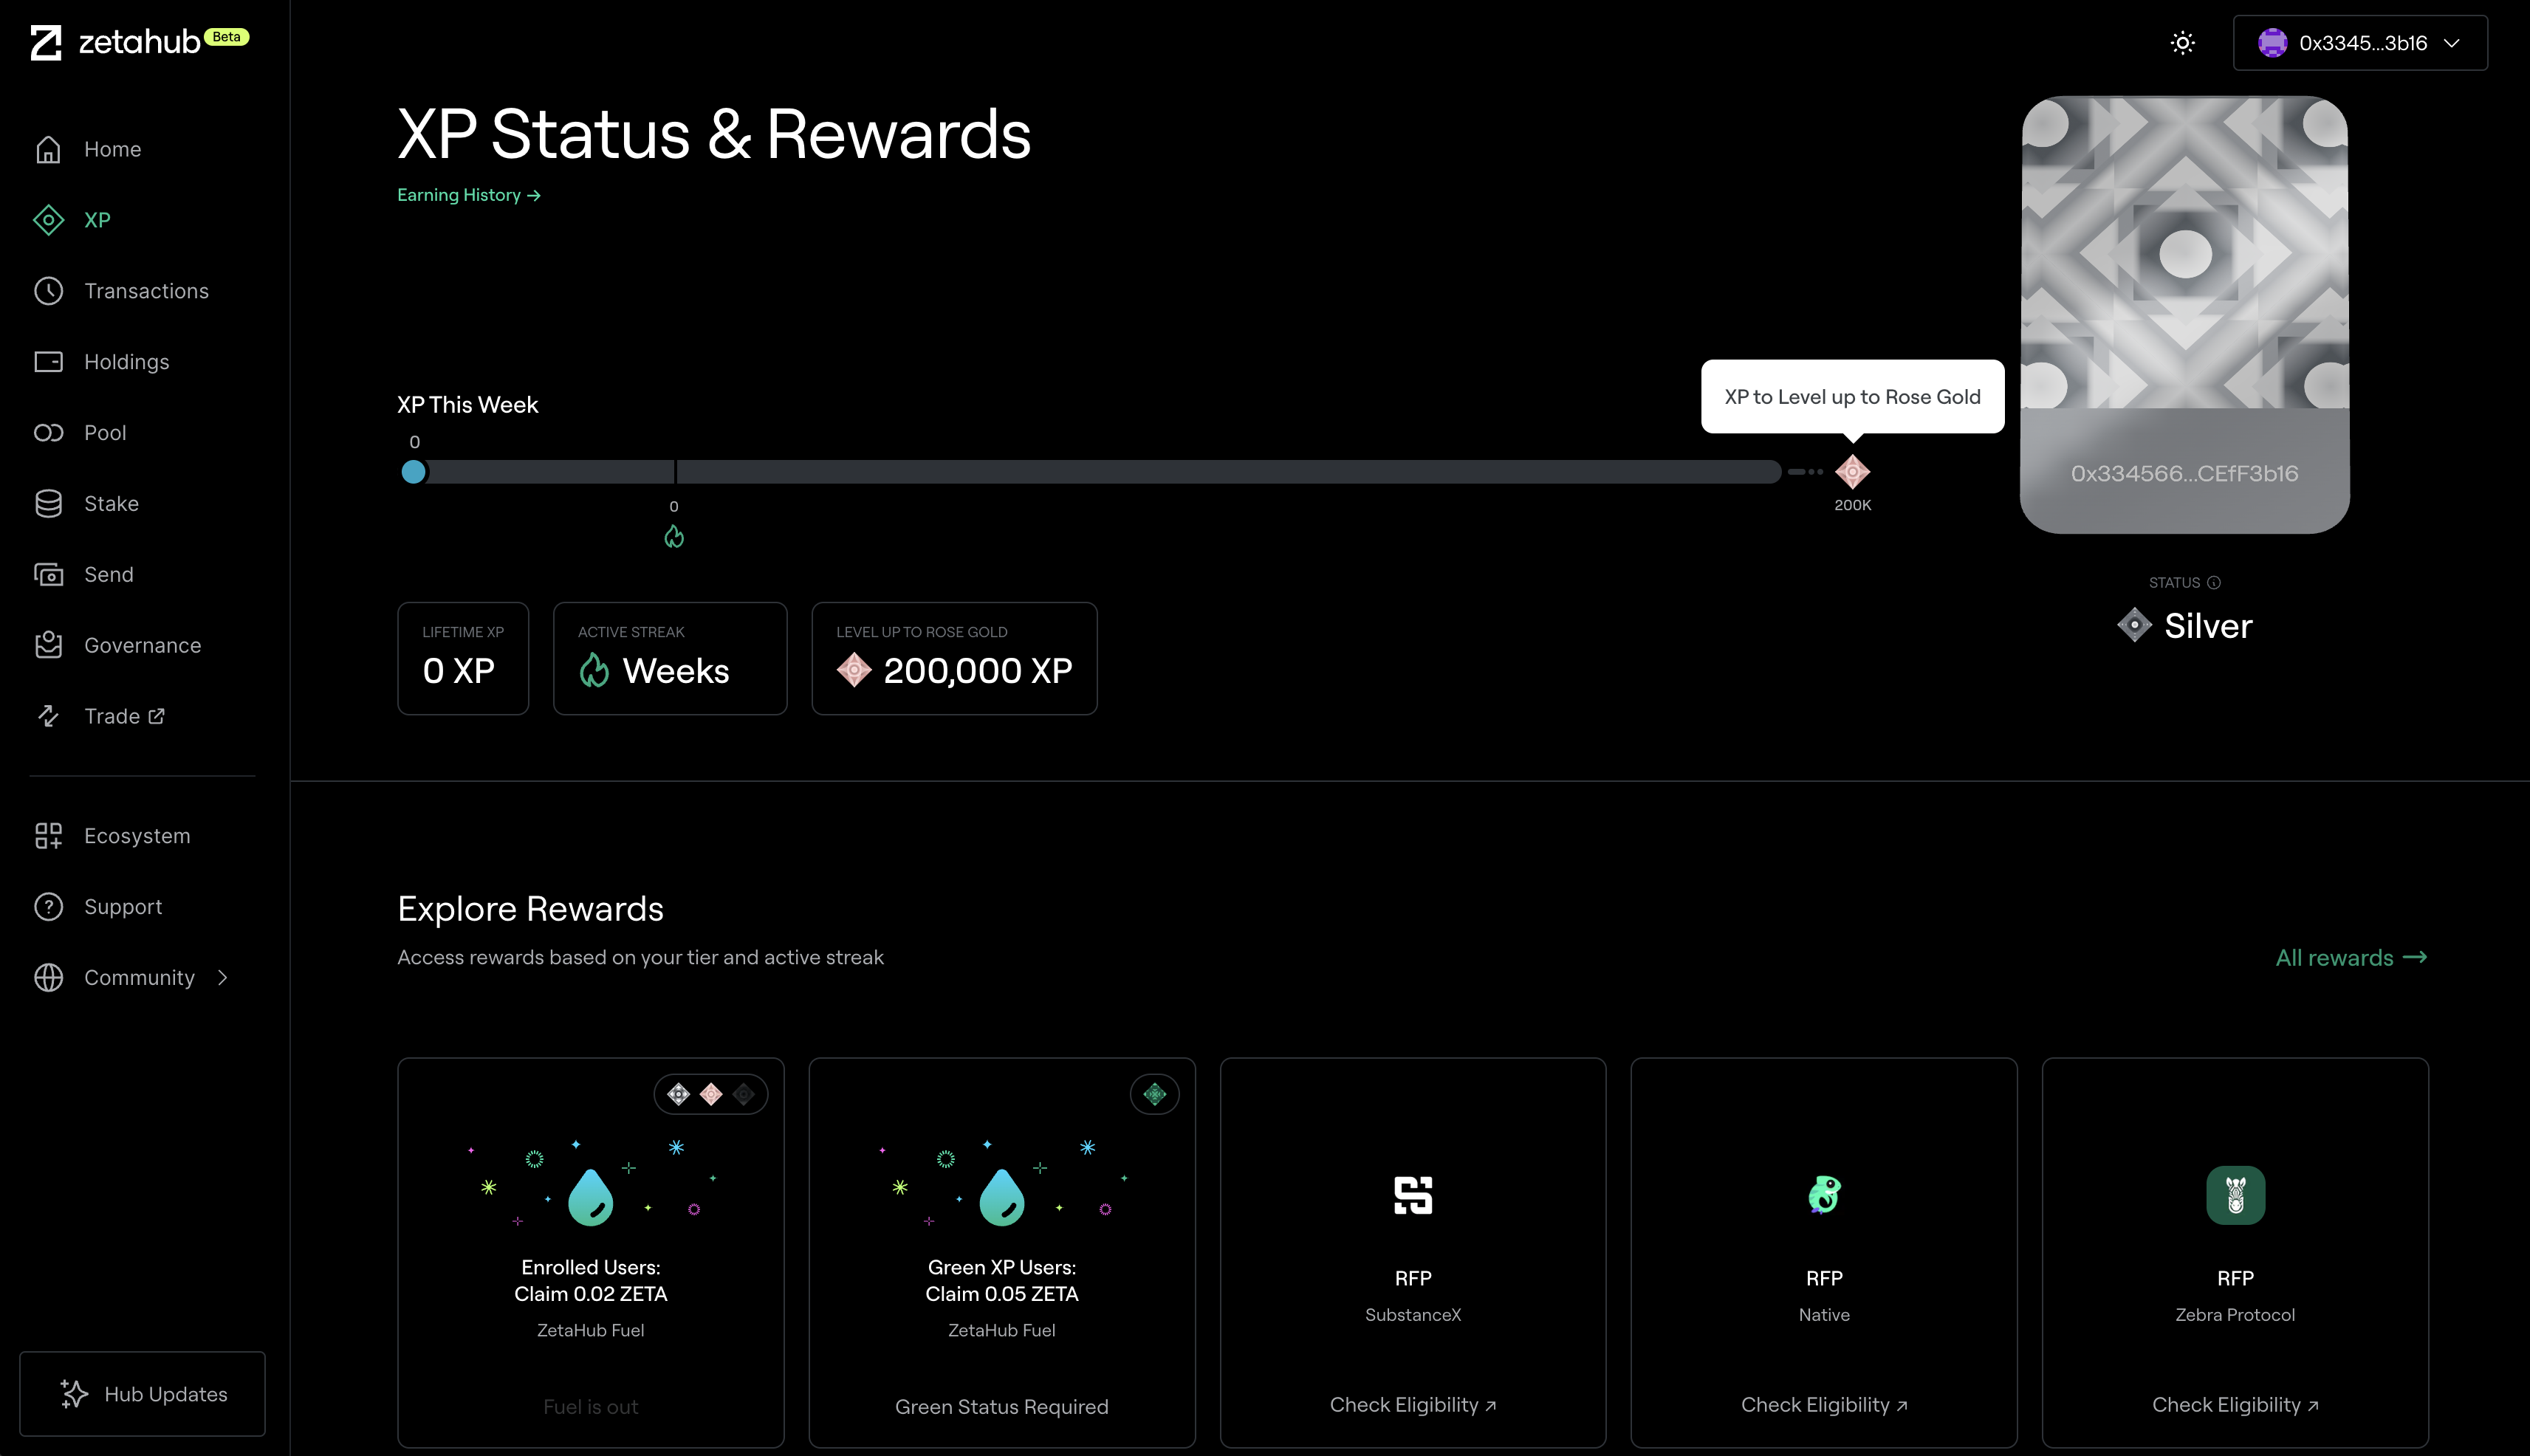 zetahub Beta
0x3345...3b16
Home
XP
Transactions
Holdings
Pool
Stake
Send
Governance
Trade
Ecosystem
Support
Community
Hub Updates
XP Status & Rewards
Earning History →
XP This Week
XP to Level up to Rose Gold
0
0
200K
LIFETIME XP
0 XP
ACTIVE STREAK
Weeks
LEVEL UP TO ROSE GOLD
200,000 XP
0x334566...CEfF3b16
STATUS
Silver
Explore Rewards
Access rewards based on your tier and active streak
All rewards →
Enrolled Users:
Claim 0.02 ZETA
ZetaHub Fuel
Fuel is out
Green XP Users:
Claim 0.05 ZETA
ZetaHub Fuel
Green Status Required
RFP
SubstanceX
Check Eligibility ↗
RFP
Native
Check Eligibility ↗
RFP
Zebra Protocol
Check Eligibility ↗